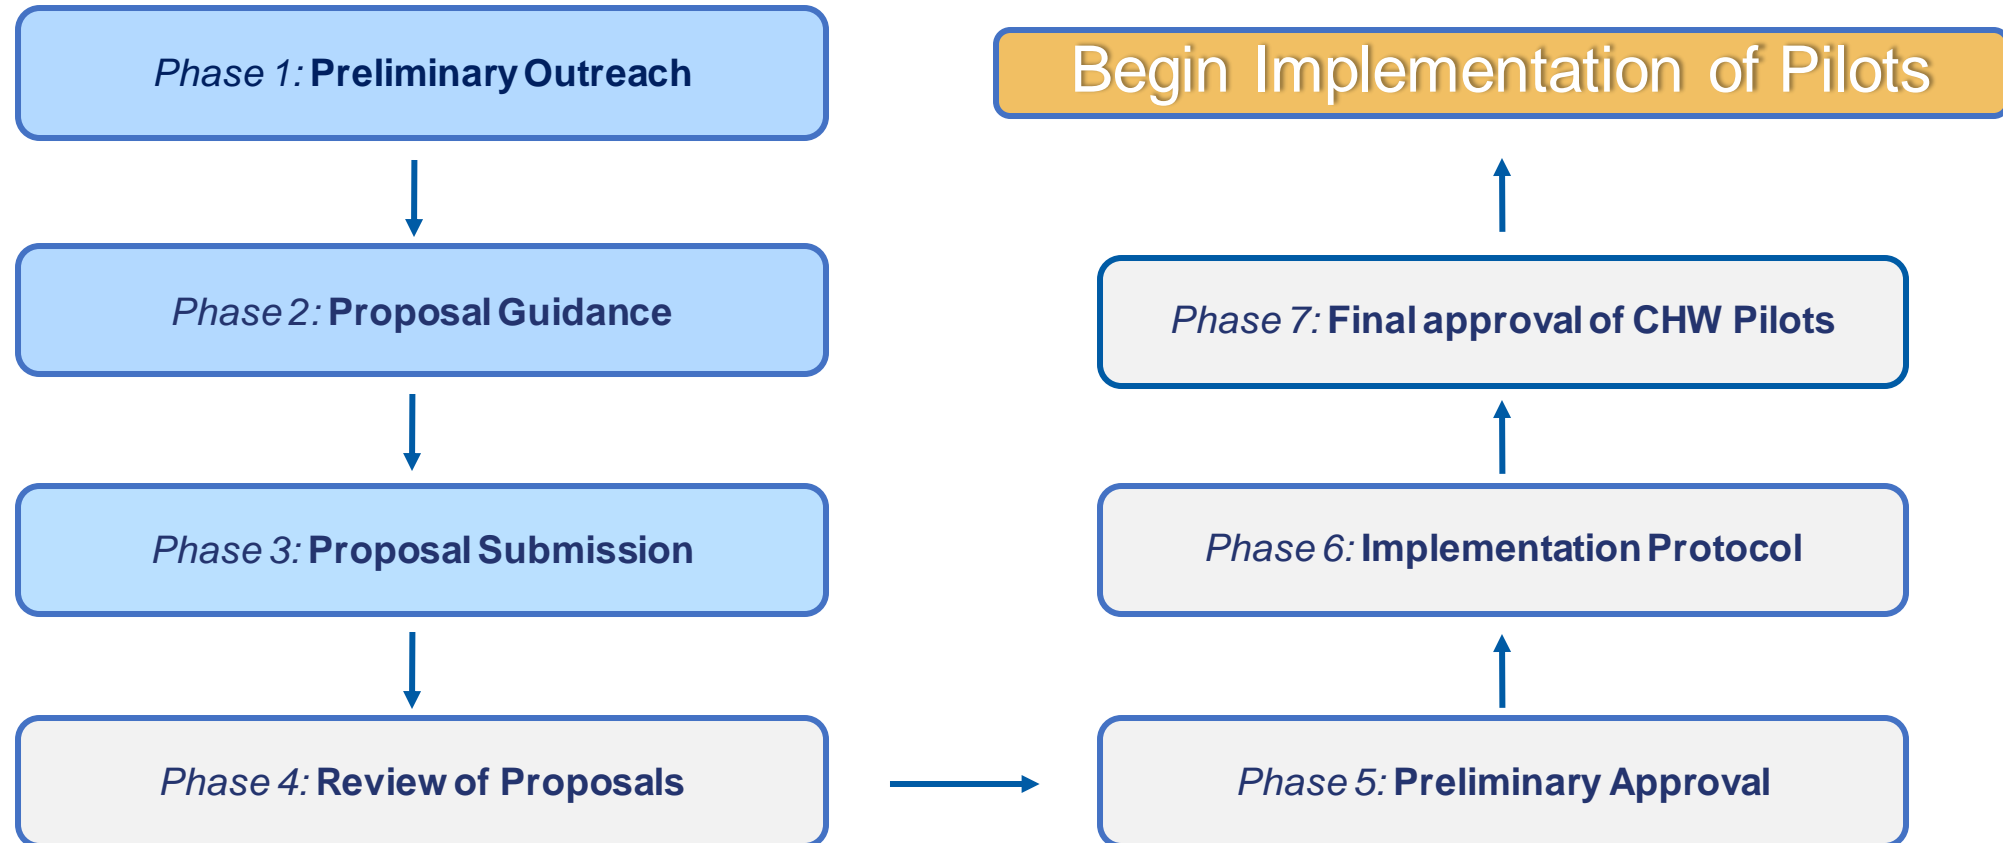 Phase 1: Preliminary Outreach
Phase 2: Proposal Guidance
Phase 3: Proposal Submission
Phase 4: Review of Proposals
Phase 5: Preliminary Approval
Phase 6: Implementation Protocol
Phase 7: Final approval of CHW Pilots
Begin Implementation of Pilots